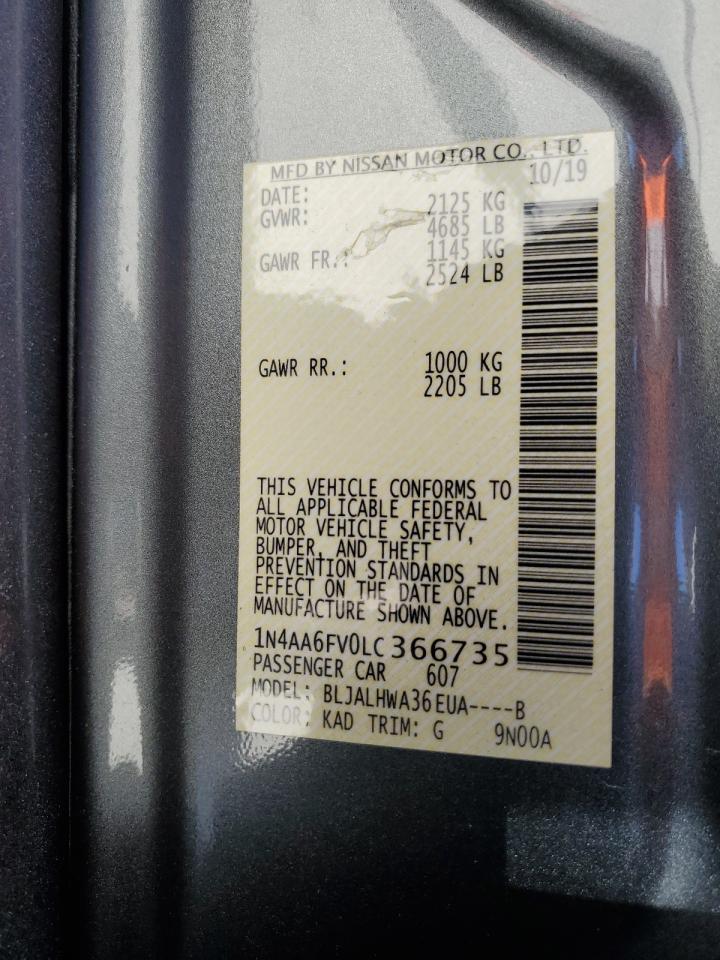 MFD BY NISSAN MOTOR CO., LTD.
DATE: 10/19
GVWR: 2125 KG
4685 LB
GAWR FR.: 1145 KG
2524 LB
GAWR RR.: 1000 KG
2205 LB
THIS VEHICLE CONFORMS TO
ALL APPLICABLE FEDERAL
MOTOR VEHICLE SAFETY,
BUMPER, AND THEFT
PREVENTION STANDARDS IN
EFFECT ON THE DATE OF
MANUFACTURE SHOWN ABOVE.
1N4AA6FV0LC366735
PASSENGER CAR 607
MODEL: BLJALHWA36EUA----B
COLOR: KAD TRIM: G 9N00A